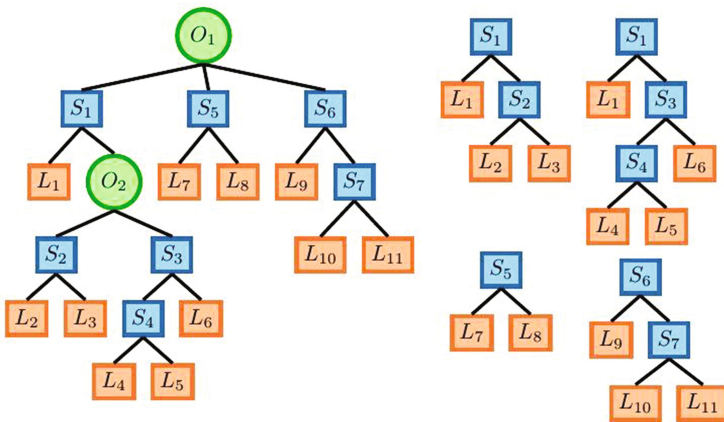 O₁
S₁ S₅ S₆
L₁ O₂ L₇ L₈ L₉ S₇
S₂ S₃ L₁₀ L₁₁
L₂ L₃ S₄ L₆
L₄ L₅
S₁
L₁ S₂
L₂ L₃
S₁
L₁ S₃
S₄ L₆
L₄ L₅
S₅
L₇ L₈
S₆
L₉ S₇
L₁₀ L₁₁